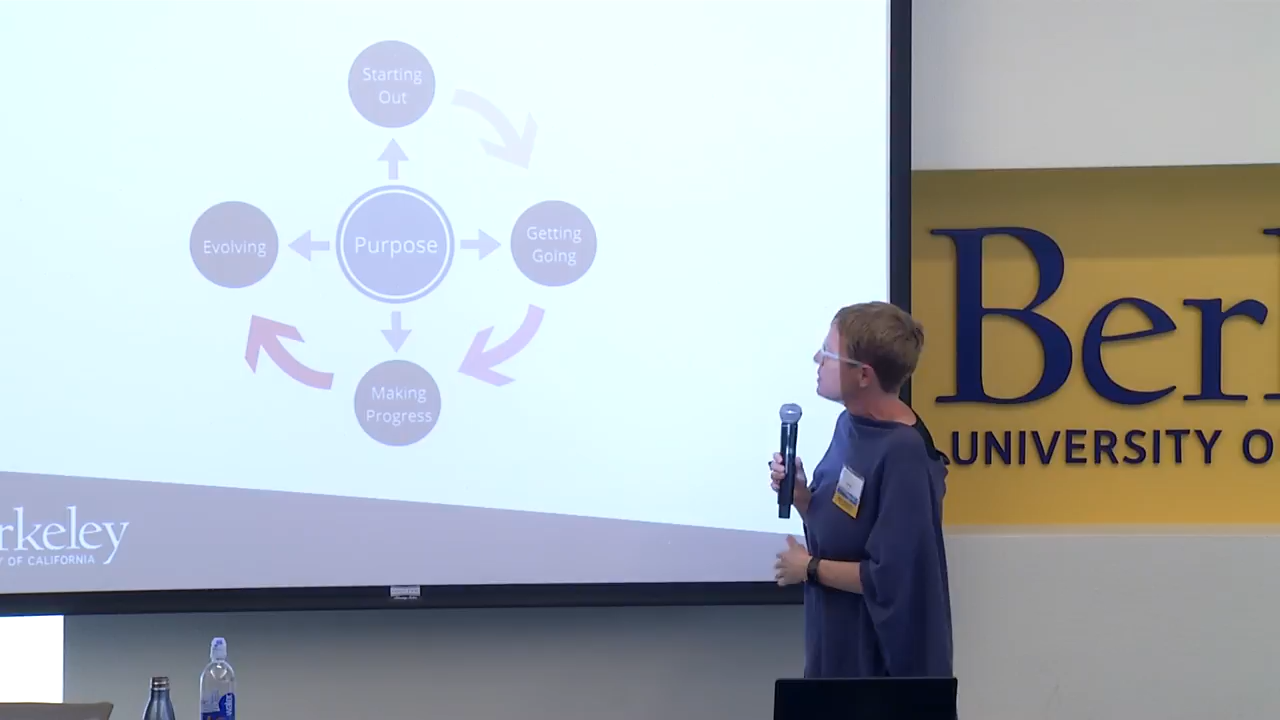 Starting
Out
Evolving
Purpose
Getting
Going
Making
Progress
rkeley
Y OF CALIFORNIA
Ber
UNIVERSITY O